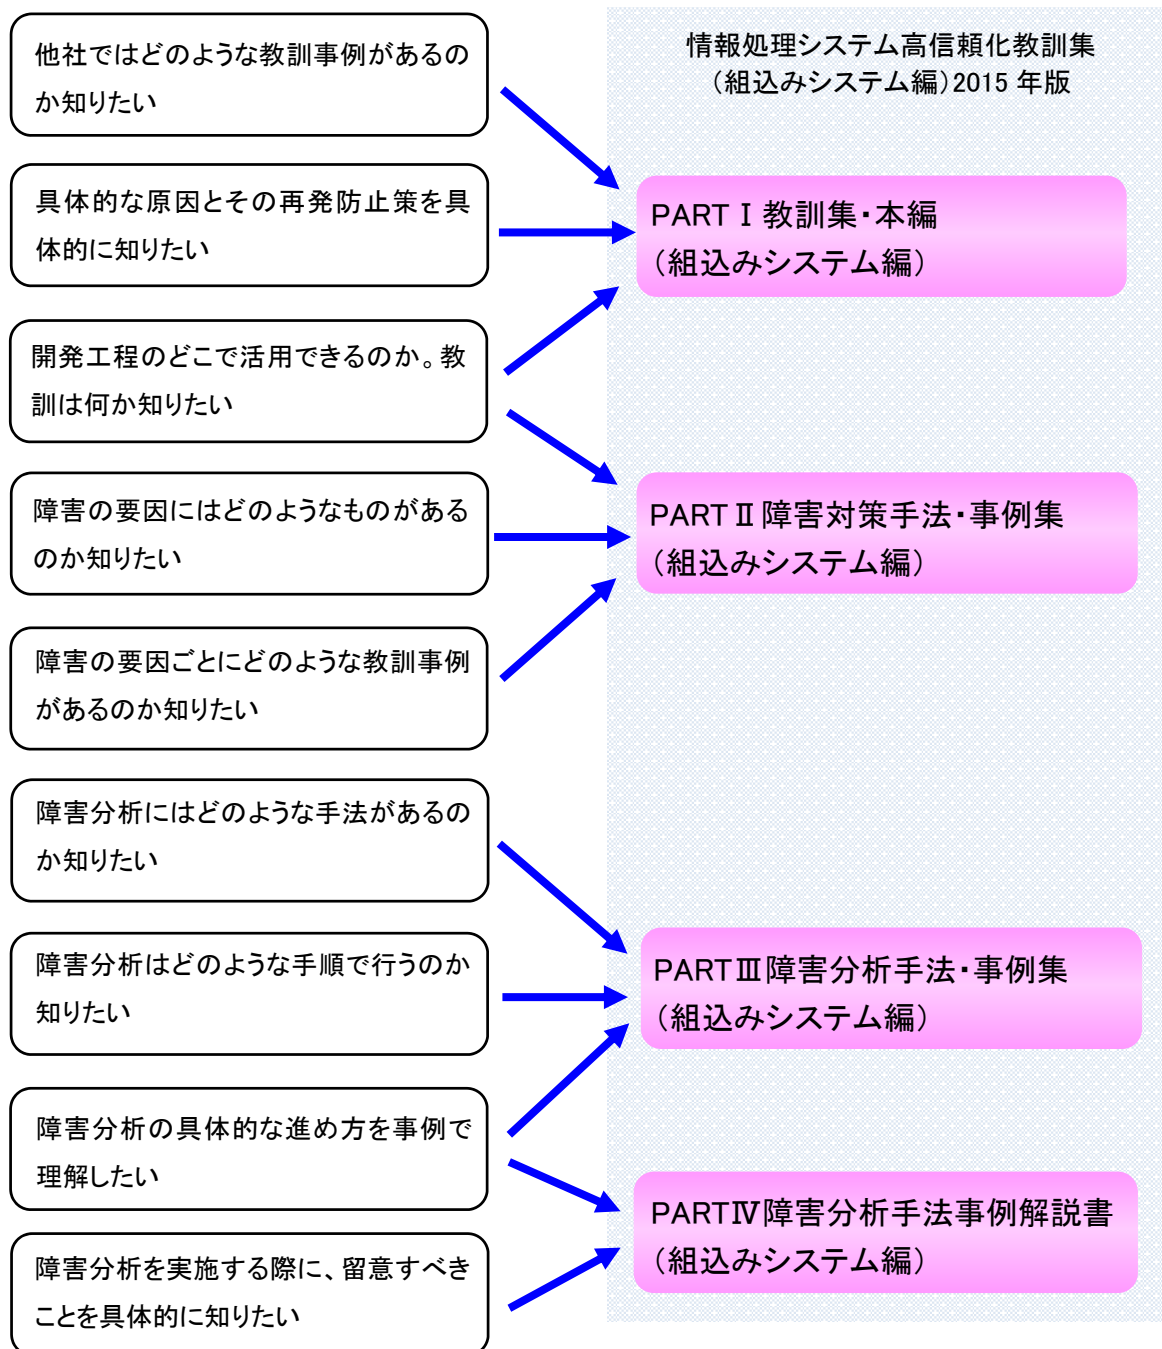 他社ではどのような教訓事例があるの
か知りたい
具体的な原因とその再発防止策を具
体的に知りたい
開発工程のどこで活用できるのか。教
訓は何か知りたい
障害の要因にはどのようなものがある
のか知りたい
障害の要因ごとにどのような教訓事例
があるのか知りたい
障害分析にはどのような手法があるの
か知りたい
障害分析はどのような手順で行うのか
知りたい
障害分析の具体的な進め方を事例で
理解したい
障害分析を実施する際に、留意すべき
ことを具体的に知りたい
情報処理システム高信頼化教訓集
（組込みシステム編）2015 年版
PART Ⅰ 教訓集・本編
（組込みシステム編）
PART Ⅱ 障害対策手法・事例集
（組込みシステム編）
PARTⅢ障害分析手法・事例集
（組込みシステム編）
PARTⅣ障害分析手法事例解説書
（組込みシステム編）